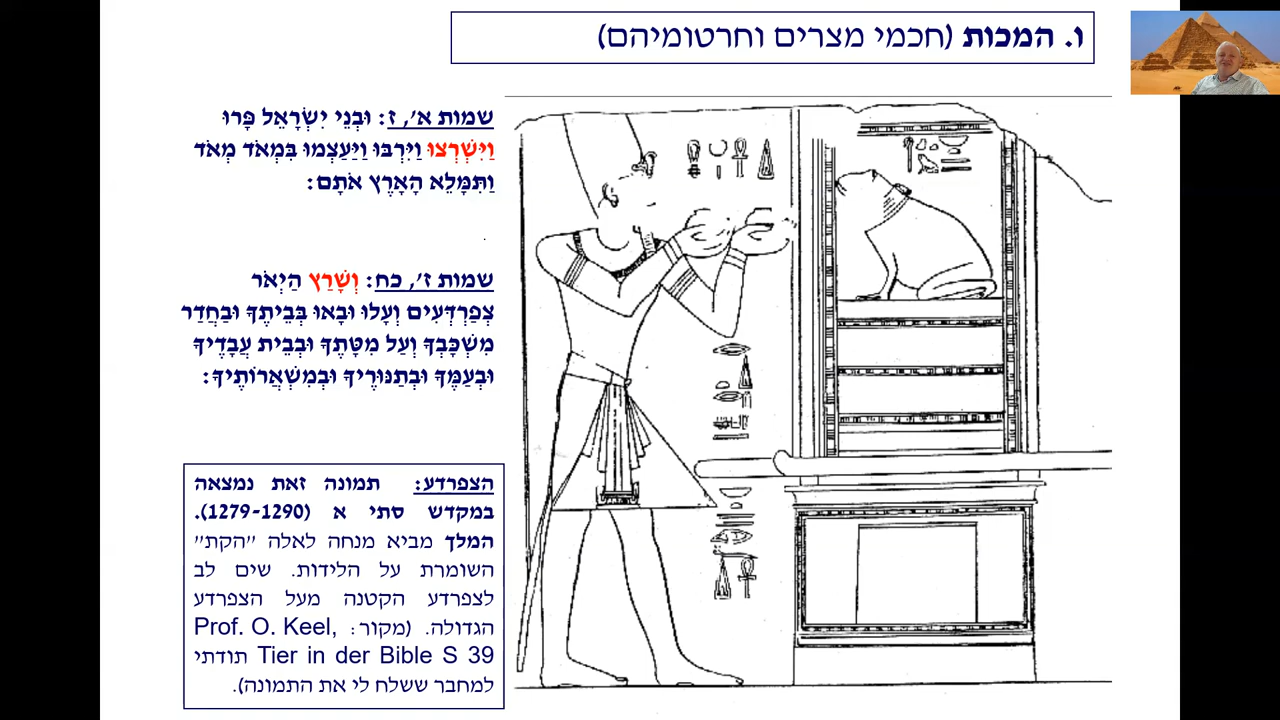 ו. המכות (חכמי מצרים וחרטומיהם)
שמות א׳, ז: וּבְנֵי יִשְׂרָאֵל פָּרוּ
וַיִּשְׁרְצוּ וַיִּרְבּוּ וַיַּעַצְמוּ בִּמְאֹד מְאֹד
וַתִּמָּלֵא הָאָרֶץ אֹתָם:
שמות ז׳, כח: וְשָׁרַץ הַיְאֹר
צְפַרְדְּעִים וְעָלוּ וּבָאוּ בְּבֵיתֶךָ וּבַחֲדַר
מִשְׁכָּבְךָ וְעַל מִטָּתֶךָ וּבְבֵית עֲבָדֶיךָ
וּבְעַמֶּךָ וּבְתַנּוּרֶיךָ וּבְמִשְׁאֲרוֹתֶיךָ:
הצפרדע: תמונה זאת נמצאה
במקדש סתי א (1279-1290).
המלך מביא מנחה לאלה "הקת"
השומרת על הלידות. שים לב
לצפרדע הקטנה מעל הצפרדע
הגדולה. (מקור: Prof. O. Keel,
Tier in der Bible S 39 תודתי
למחבר ששלח לי את התמונה).